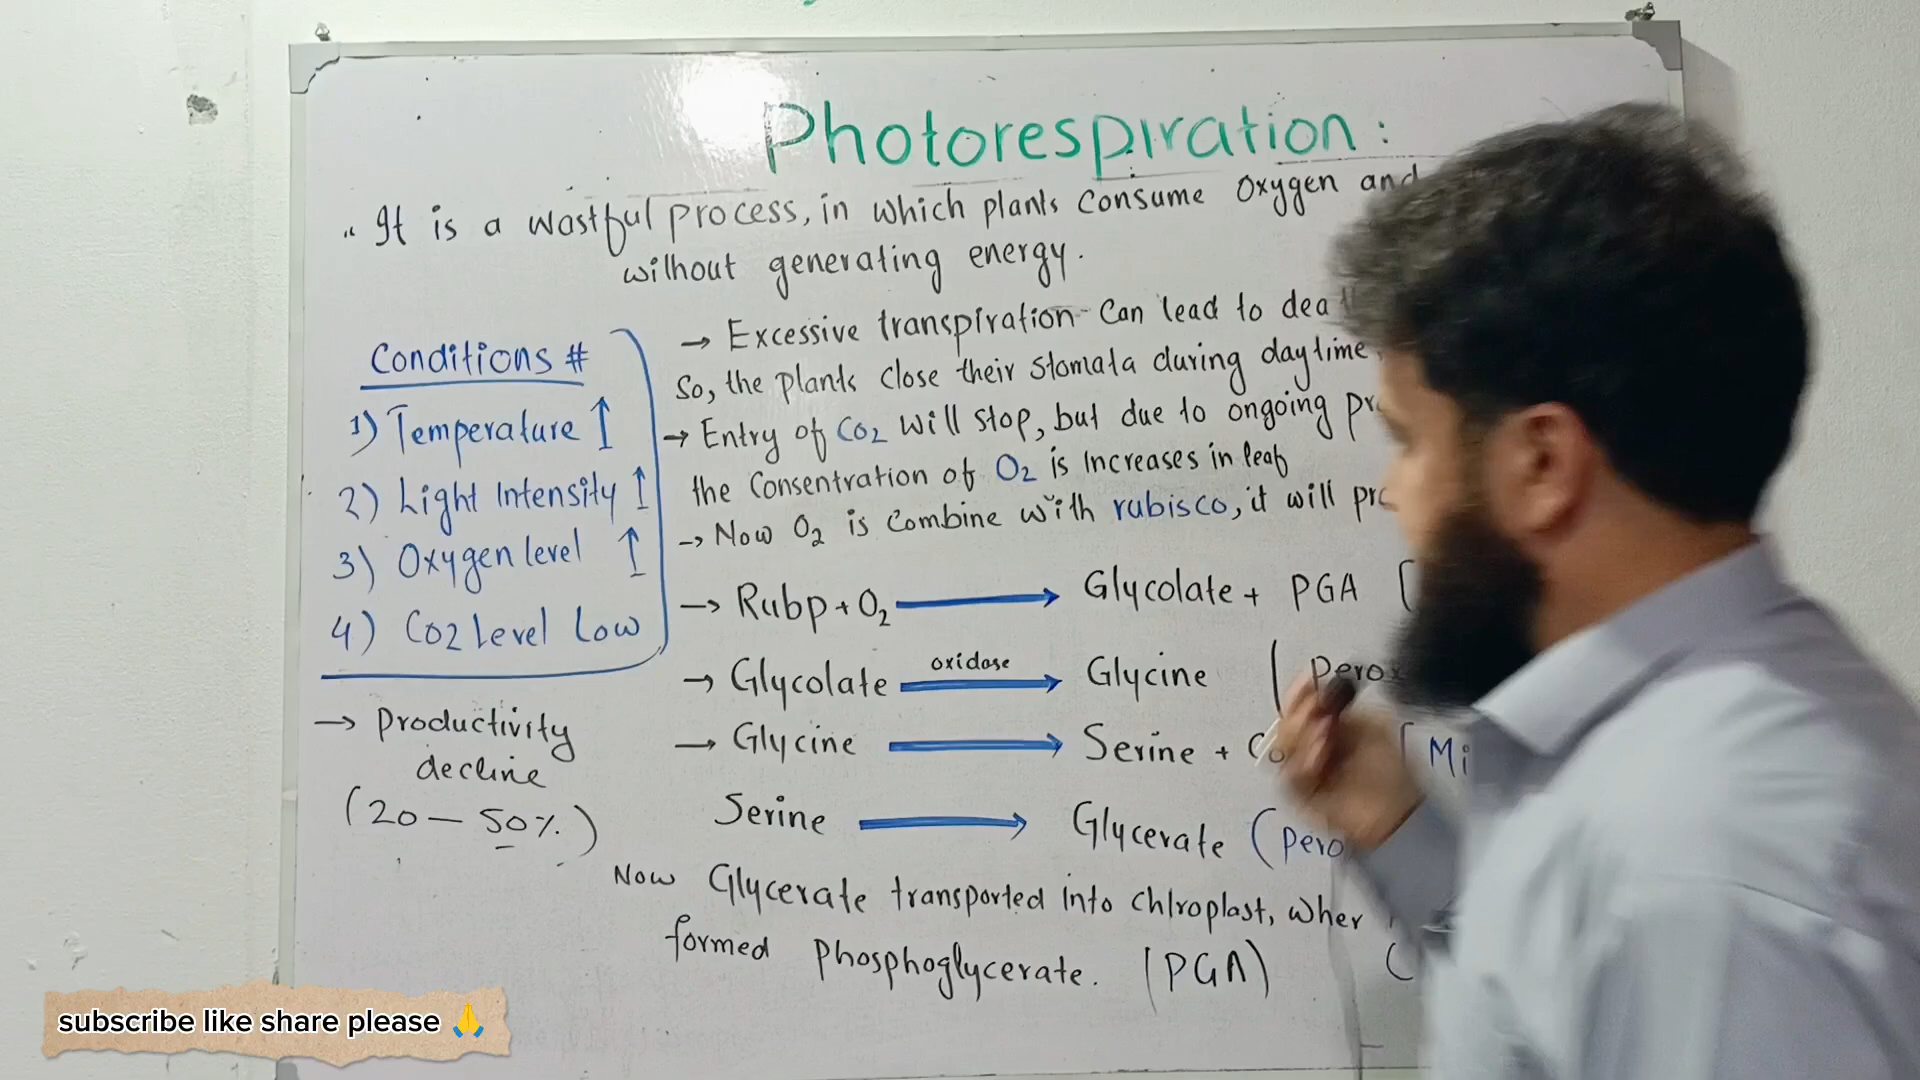 Photorespiration:
" It is a wastful process, in which plants consume oxygen and
without generating energy.
Conditions #
1) Temperature ↑
2) Light Intensity ↑
3) Oxygen level ↑
4) CO2 Level Low
→ Productivity
decline
(20 – 50%)
→ Excessive transpiration can lead to
So, the plants close their stomata during daytime
→ Entry of CO2 will stop, but due to ongoing
the Consentration of O2 is increases in leaf
→ Now O2 is combine with rubisco, it will
→ Rubp + O2 → Glycolate + PGA (
→ Glycolate oxidase → Glycine (
→ Glycine → Serine +
Serine → Glycerate (
Now Glycerate transported into chlroplast, wher
formed Phosphoglycerate. (PGA) (
subscribe like share please 🙏